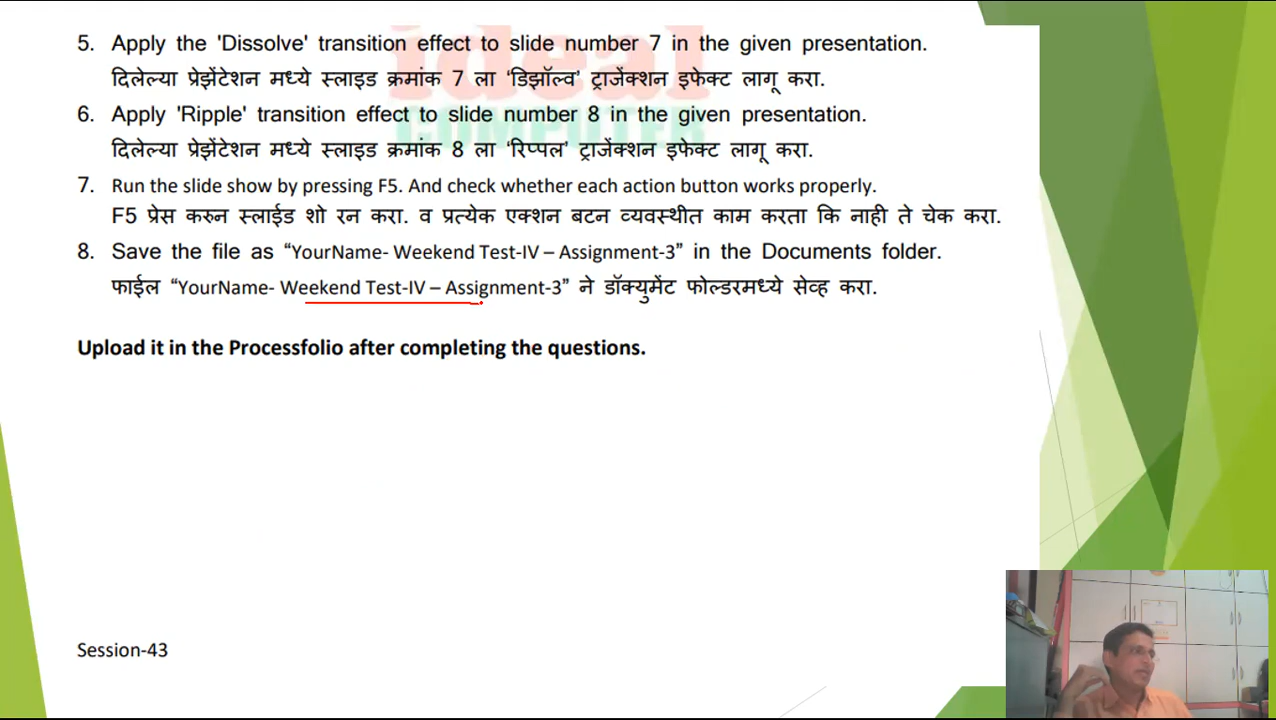 5. Apply the 'Dissolve' transition effect to slide number 7 in the given presentation.
दिलेल्या प्रेझेंटेशन मध्ये स्लाइड क्रमांक 7 ला ‘डिझॉल्व’ ट्राजेंक्शन इफेक्ट लागू करा.
6. Apply 'Ripple' transition effect to slide number 8 in the given presentation.
दिलेल्या प्रेझेंटेशन मध्ये स्लाइड क्रमांक 8 ला ‘रिप्पल’ ट्राजेंक्शन इफेक्ट लागू करा.
7. Run the slide show by pressing F5. And check whether each action button works properly.
F5 प्रेस करुन स्लाईड शो रन करा. व प्रत्येक एक्शन बटन व्यवस्थीत काम करता कि नाही ते चेक करा.
8. Save the file as “YourName- Weekend Test-IV – Assignment-3” in the Documents folder.
फाईल “YourName- Weekend Test-IV – Assignment-3” ने डॉक्युमेंट फोल्डरमध्ये सेव्ह करा.
Upload it in the Processfolio after completing the questions.
Session-43
ideal
COMPUTER